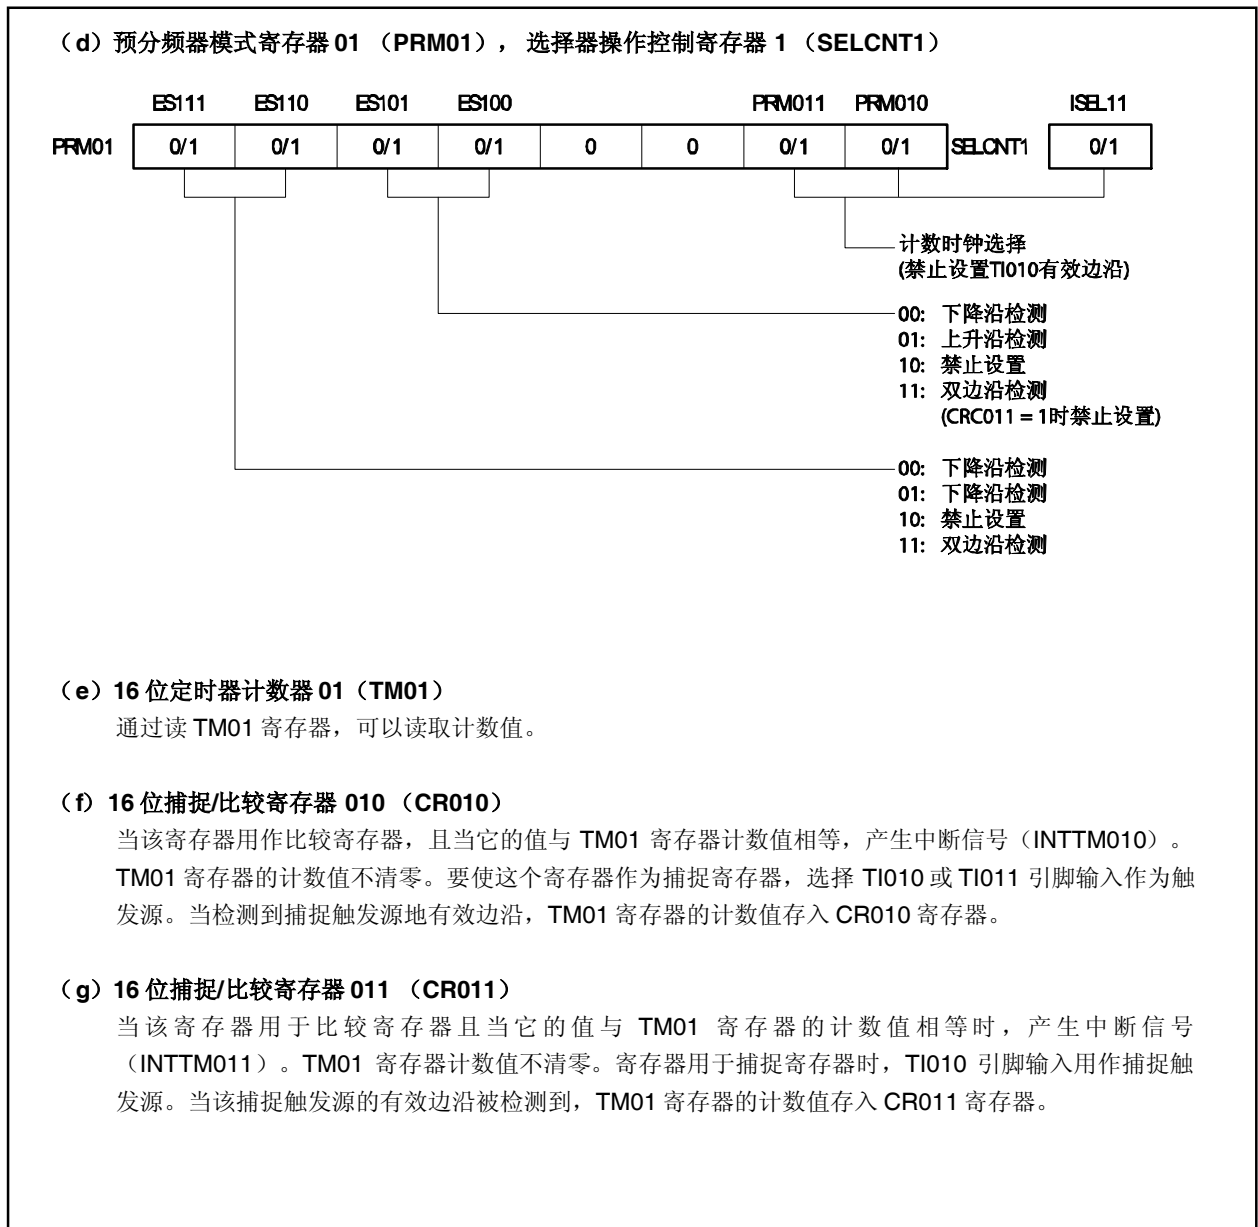 （d）预分频器模式寄存器 01 （PRM01）， 选择器操作控制寄存器 1 （SELCNT1）
ES111 ES110 ES101 ES100 PRM011 PRM010 ISEL11
PRM01 0/1 0/1 0/1 0/1 0 0 0/1 0/1 SELCNT1 0/1
计数时钟选择
(禁止设置TI010有效边沿)
00: 下降沿检测
01: 上升沿检测
10: 禁止设置
11: 双边沿检测
(CRC011 = 1时禁止设置)
00: 下降沿检测
01: 下降沿检测
10: 禁止设置
11: 双边沿检测
（e）16 位定时器计数器 01（TM01）
通过读 TM01 寄存器，可以读取计数值。
（f）16 位捕捉/比较寄存器 010 （CR010）
当该寄存器用作比较寄存器，且当它的值与 TM01 寄存器计数值相等，产生中断信号（INTTM010）。
TM01 寄存器的计数值不清零。要使这个寄存器作为捕捉寄存器，选择 TI010 或 TI011 引脚输入作为触
发源。当检测到捕捉触发源地有效边沿，TM01 寄存器的计数值存入 CR010 寄存器。
（g）16 位捕捉/比较寄存器 011 （CR011）
当该寄存器用于比较寄存器且当它的值与 TM01 寄存器的计数值相等时，产生中断信号
（INTTM011）。TM01 寄存器计数值不清零。寄存器用于捕捉寄存器时，TI010 引脚输入用作捕捉触
发源。当该捕捉触发源的有效边沿被检测到，TM01 寄存器的计数值存入 CR011 寄存器。